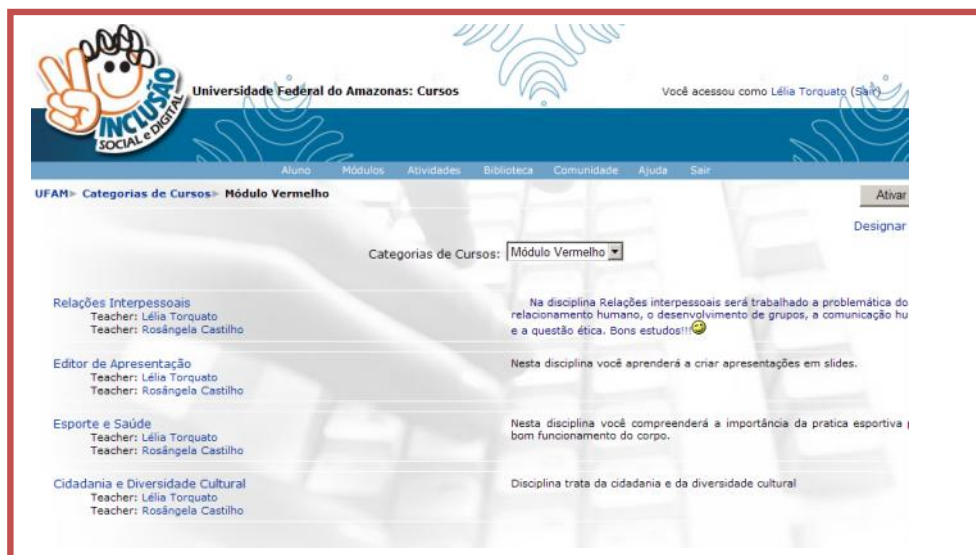 INCLUSÃO
SOCIAL e DIGITAL
Universidade Federal do Amazonas: Cursos
Você acessou como Lélia Torquato (Sair)
Aluno Módulos Atividades Biblioteca Comunidade Ajuda Sair
UFAM► Categorias de Cursos► Módulo Vermelho
Ativar
Designar
Categorias de Cursos: Módulo Vermelho
Relações Interpessoais
Teacher: Lélia Torquato
Teacher: Rosângela Castilho
Na disciplina Relações interpessoais será trabalhado a problemática do
relacionamento humano, o desenvolvimento de grupos, a comunicação hu
e a questão ética. Bons estudos!!!
Editor de Apresentação
Teacher: Lélia Torquato
Teacher: Rosângela Castilho
Nesta disciplina você aprenderá a criar apresentações em slides.
Esporte e Saúde
Teacher: Lélia Torquato
Teacher: Rosângela Castilho
Nesta disciplina você compreenderá a importância da pratica esportiva
bom funcionamento do corpo.
Cidadania e Diversidade Cultural
Teacher: Lélia Torquato
Teacher: Rosângela Castilho
Disciplina trata da cidadania e da diversidade cultural